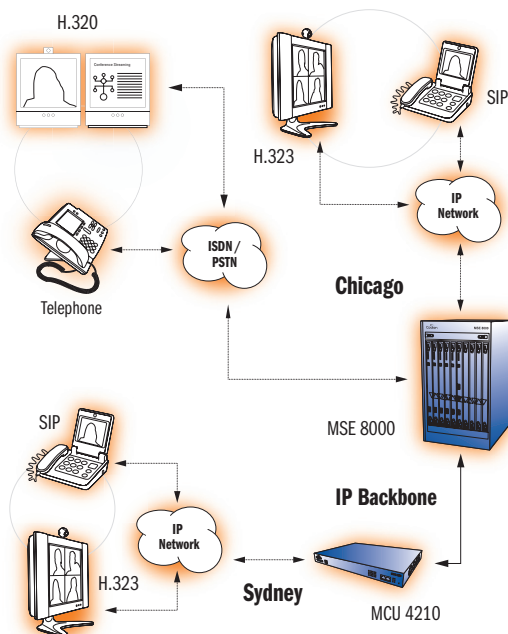 H.320
Conference Streaming
SIP
H.323
IP
Network
ISDN /
PSTN
Telephone
Chicago
Codian
MSE 8000
MSE 8000
SIP
IP Backbone
IP
Network
H.323
Sydney
MCU 4210